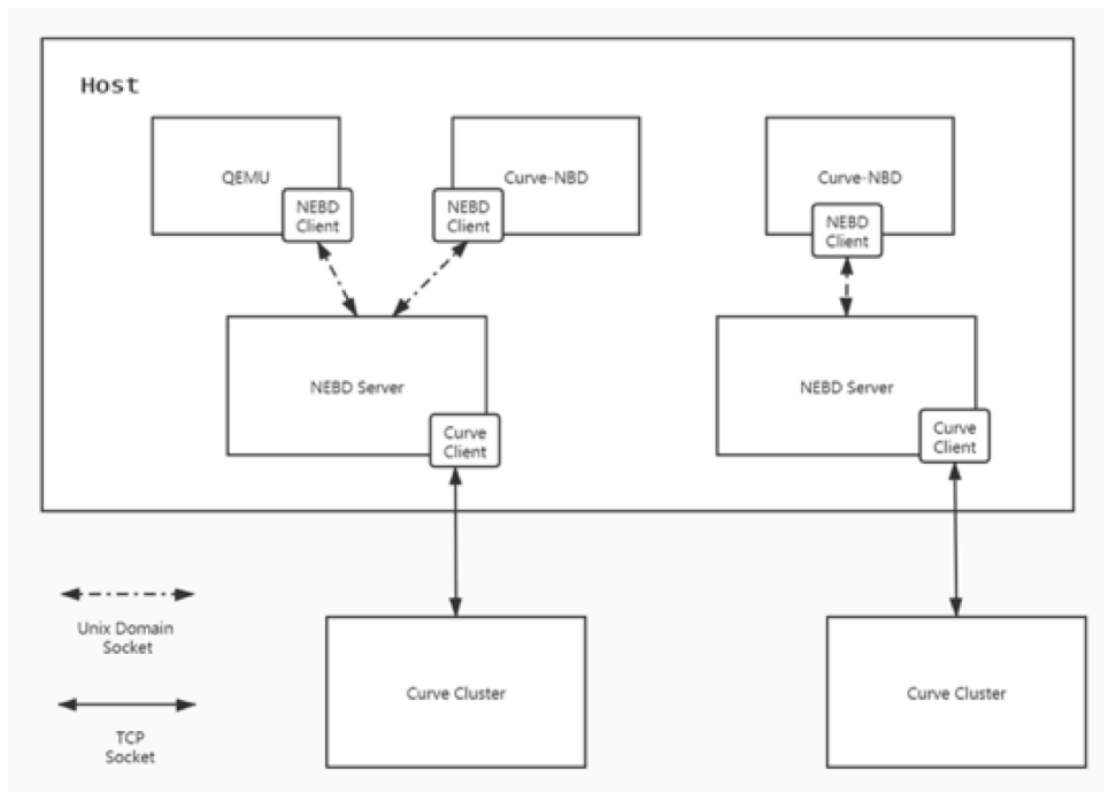 Host
QEMU
NEBD
Client
Curve-NBD
NEBD
Client
Curve-NBD
NEBD
Client
NEBD Server
Curve
Client
NEBD Server
Curve
Client
Unix Domain
Socket
TCP
Socket
Curve Cluster
Curve Cluster